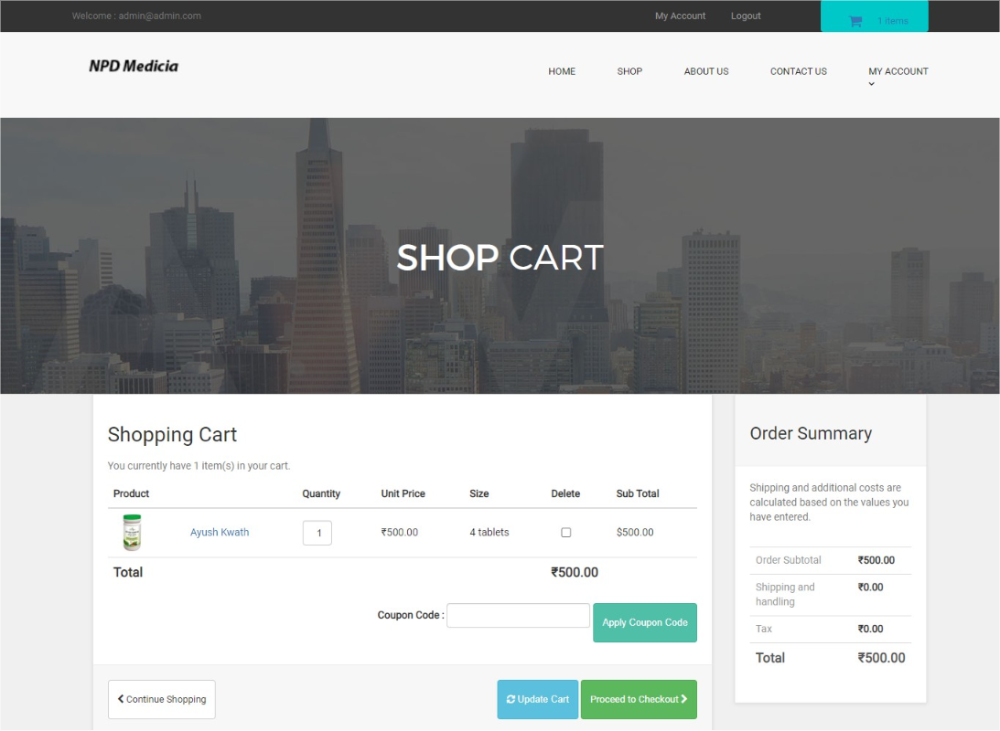 Welcome : admin@admin.com My Account Logout 1 items
NPD Medicia
HOME SHOP ABOUT US CONTACT US MY ACCOUNT
SHOP CART
Shopping Cart
You currently have 1 item(s) in your cart.
Product Quantity Unit Price Size Delete Sub Total
Ayush Kwath 1 ₹500.00 4 tablets $500.00
Total ₹500.00
Coupon Code : Apply Coupon Code
Continue Shopping Update Cart Proceed to Checkout
Order Summary
Shipping and additional costs are
calculated based on the values you
have entered.
Order Subtotal ₹500.00
Shipping and ₹0.00
handling
Tax ₹0.00
Total ₹500.00